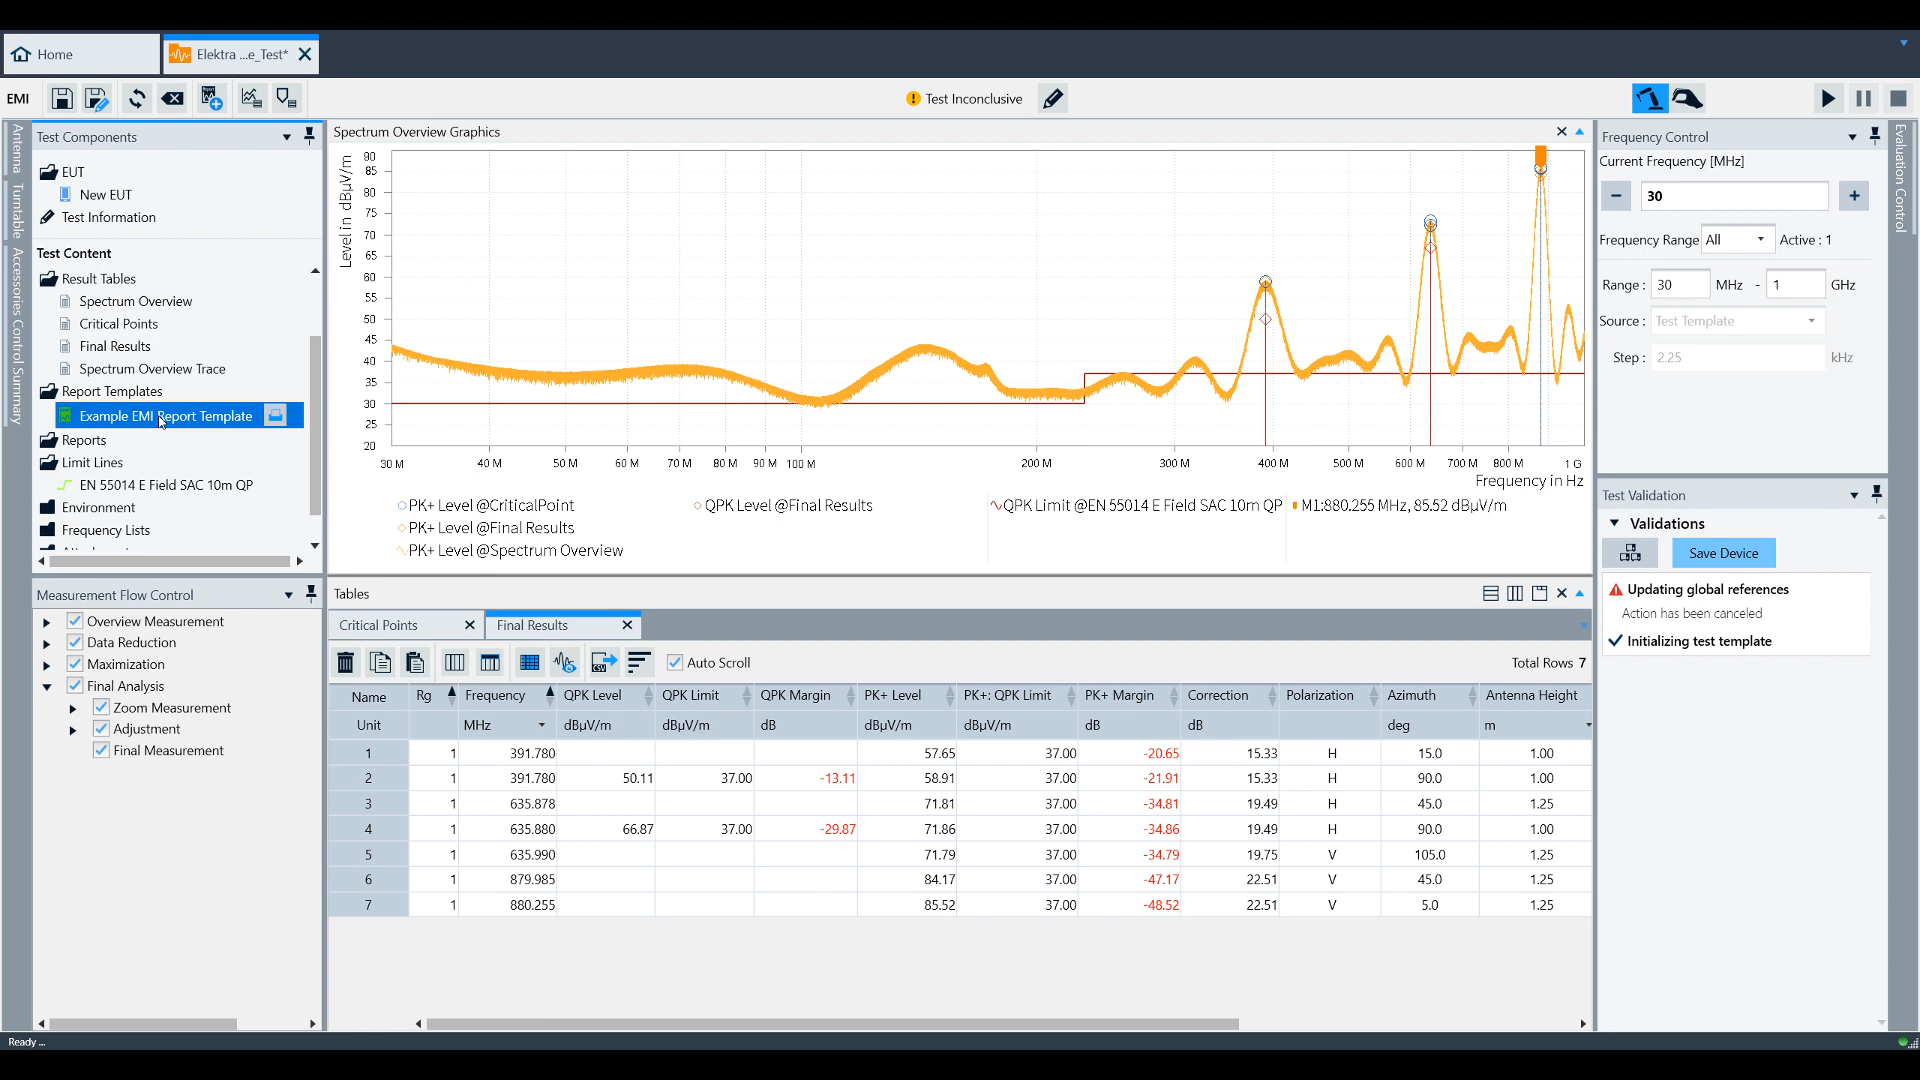 Home
Elektra ...e_Test*
EMI
Test Inconclusive
Antenna
Turntable
Accessories Control Summary
Test Components
EUT
New EUT
Test Information
Test Content
Result Tables
Spectrum Overview
Critical Points
Final Results
Spectrum Overview Trace
Report Templates
Example EMI Report Template
Reports
Limit Lines
EN 55014 E Field SAC 10m QP
Environment
Frequency Lists
Measurement Flow Control
Overview Measurement
Data Reduction
Maximization
Final Analysis
Zoom Measurement
Adjustment
Final Measurement
Spectrum Overview Graphics
Level in dBµV/m
90
85
80
75
70
65
60
55
50
45
40
35
30
25
20
30 M 40 M 50 M 60 M 70 M 80 M 90 M 100 M 200 M 300 M 400 M 500 M 600 M 700 M 800 M 1 G
Frequency in Hz
PK+ Level @CriticalPoint
PK+ Level @Final Results
PK+ Level @Spectrum Overview
QPK Level @Final Results
QPK Limit @EN 55014 E Field SAC 10m QP
M1:880.255 MHz, 85.52 dBµV/m
Tables
Critical Points
Final Results
CSV
Auto Scroll
Total Rows 7
Name Rg Frequency QPK Level QPK Limit QPK Margin PK+ Level PK+: QPK Limit PK+ Margin Correction Polarization Azimuth Antenna Height
Unit MHz dBµV/m dBµV/m dB dBµV/m dBµV/m dB dB deg m
1 1 391.780 57.65 37.00 -20.65 15.33 H 15.0 1.00
2 1 391.780 50.11 37.00 -13.11 58.91 37.00 -21.91 15.33 H 90.0 1.00
3 1 635.878 71.81 37.00 -34.81 19.49 H 45.0 1.25
4 1 635.880 66.87 37.00 -29.87 71.86 37.00 -34.86 19.49 H 90.0 1.00
5 1 635.990 71.79 37.00 -34.79 19.75 V 105.0 1.25
6 1 879.985 84.17 37.00 -47.17 22.51 V 45.0 1.25
7 1 880.255 85.52 37.00 -48.52 22.51 V 5.0 1.25
Frequency Control
Current Frequency [MHz]
30
Frequency Range All Active : 1
Range : 30 MHz - 1 GHz
Source : Test Template
Step : 2.25 kHz
Test Validation
Validations
Save Device
Updating global references
Action has been canceled
Initializing test template
Evaluation Control
Ready ...